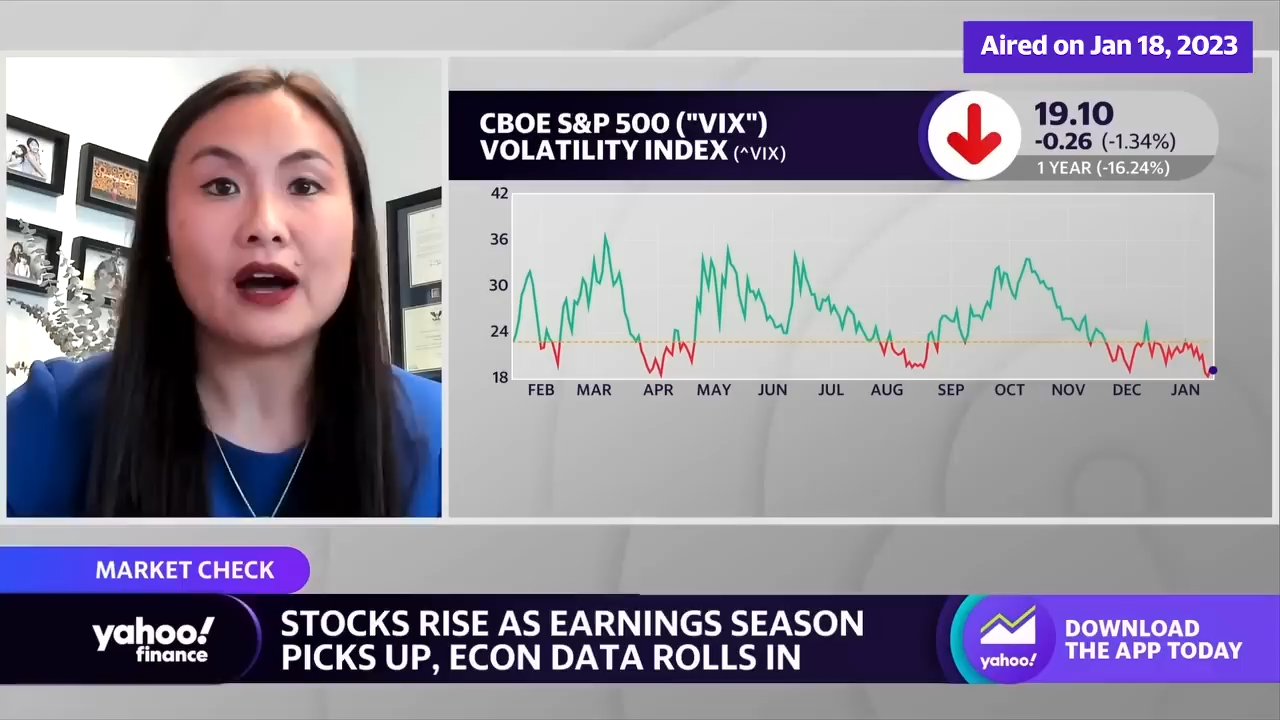 Aired on Jan 18, 2023
CBOE S&P 500 ("VIX")
VOLATILITY INDEX (^VIX)
19.10
-0.26 (-1.34%)
1 YEAR (-16.24%)
42
36
30
24
18
FEB MAR APR MAY JUN JUL AUG SEP OCT NOV DEC JAN
MARKET CHECK
yahoo!
finance
STOCKS RISE AS EARNINGS SEASON
PICKS UP, ECON DATA ROLLS IN
yahoo!
DOWNLOAD
THE APP TODAY